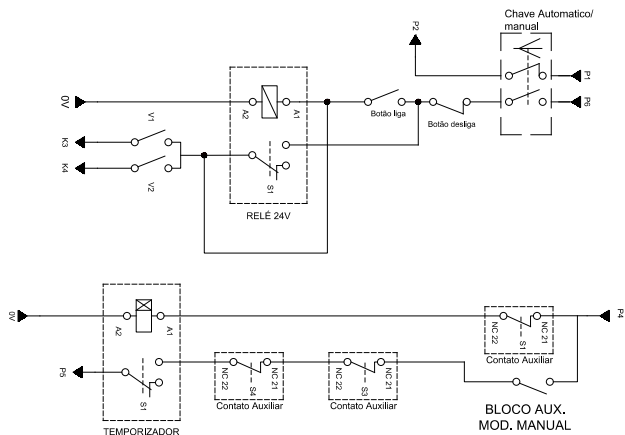 Chave Automatico/
manual
P2
P1
P6
0V
A2
A1
Botão liga
Botão desliga
V1
K3
K4
V2
S1
RELÉ 24V
0V
A2
A1
NC 22
S1
NC 21
P4
Contato Auxiliar
P5
S1
NC 22
S4
NC 21
Contato Auxiliar
NC 22
S3
NC 21
Contato Auxiliar
BLOCO AUX.
MOD. MANUAL
TEMPORIZADOR